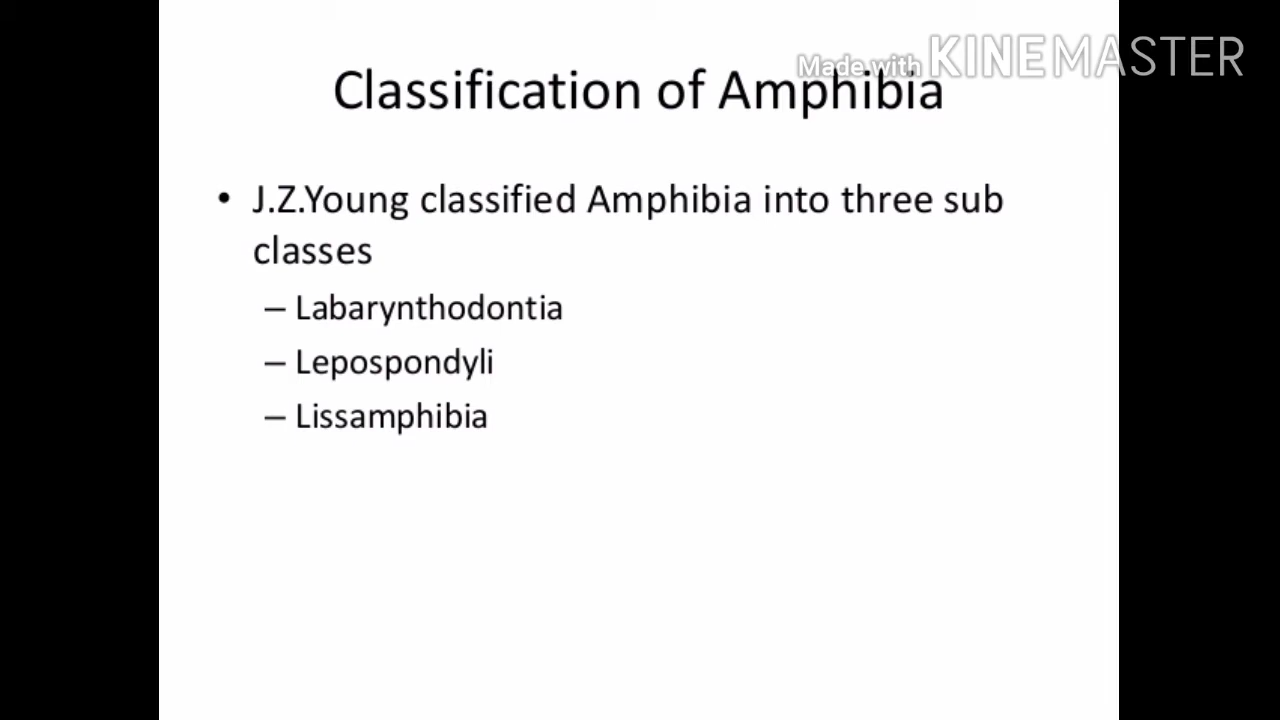 Made with KINEMASTER
Classification of Amphibia
• J.Z.Young classified Amphibia into three sub
classes
– Labarynthodontia
– Lepospondyli
– Lissamphibia